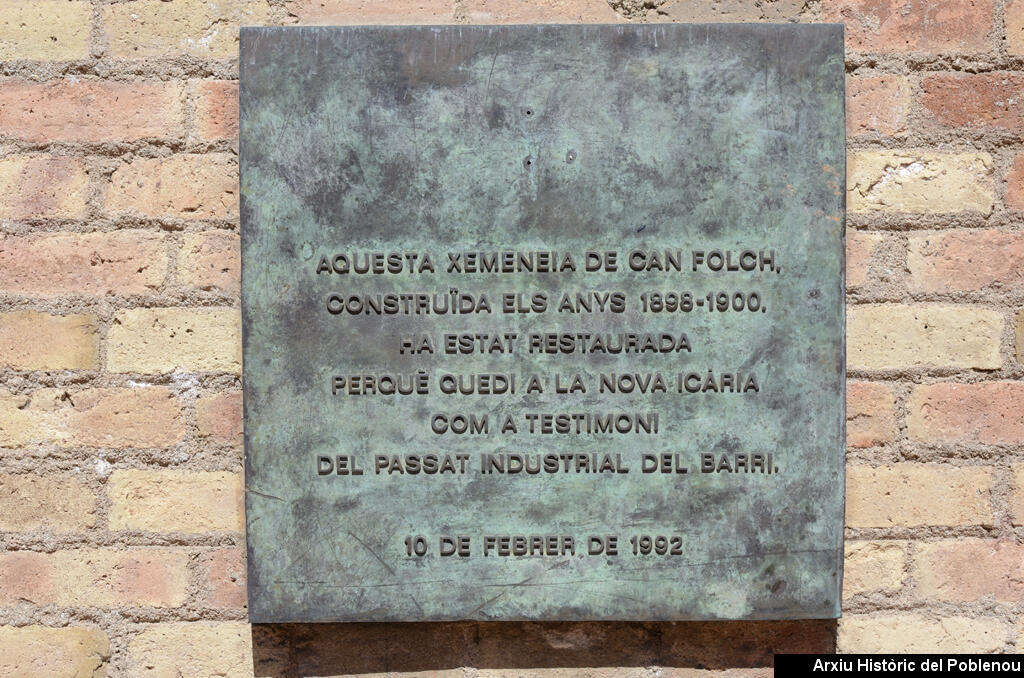 AQUESTA XEMENEIA DE CAN FOLCH,
CONSTRUÏDA ELS ANYS 1898-1900,
HA ESTAT RESTAURADA
PERQUÈ QUEDI A LA NOVA ICÀRIA
COM A TESTIMONI
DEL PASSAT INDUSTRIAL DEL BARRI.
10 DE FEBRER DE 1992
Arxiu Històric del Poblenou